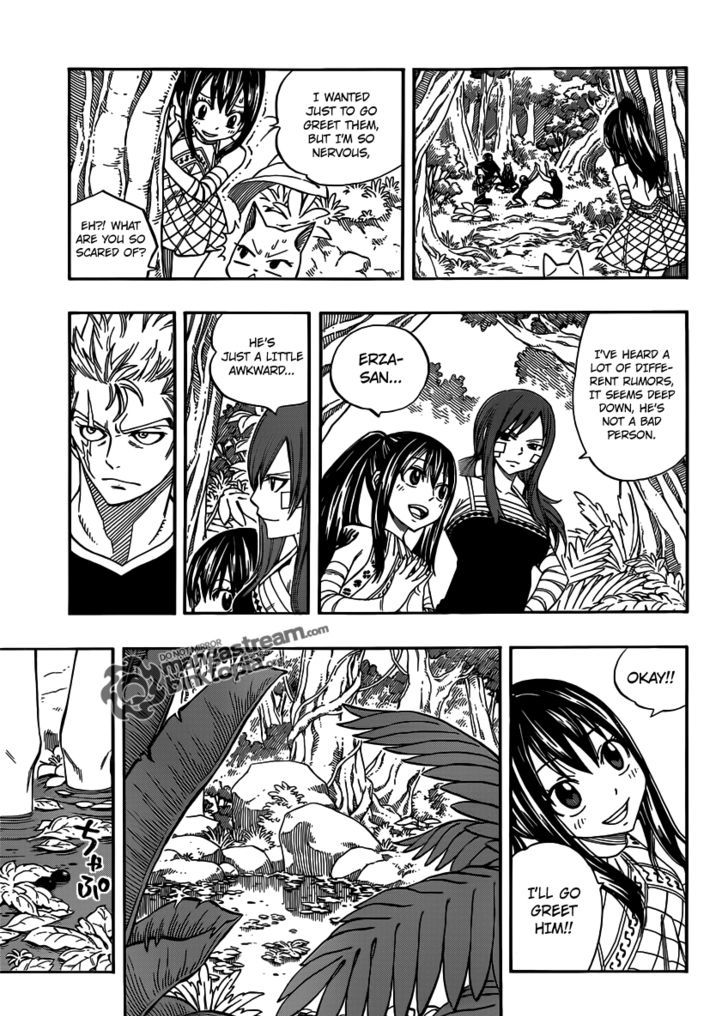 I WANTED
JUST TO GO
GREET THEM,
BUT I'M SO
NERVOUS,
EH?! WHAT
ARE YOU SO
SCARED OF?
I'VE HEARD A
LOT OF DIFFE-
RENT RUMORS,
IT SEEMS DEEP
DOWN, HE'S
NOT A BAD
PERSON.
ERZA-
SAN...
HE'S
JUST A LITTLE
AWKWARD...
OKAY!!
I'LL GO
GREET
HIM!!
DO NOT MIRROR
mangastream.com
ちゃぷ